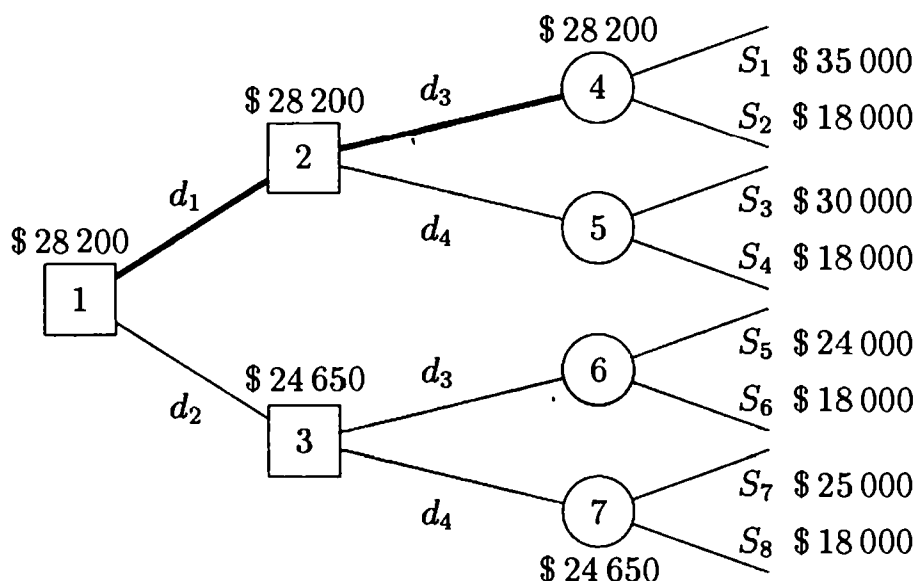 $ 28 200
4
S1 $ 35 000
S2 $ 18 000
$ 28 200
2
d3
d4
5
S3 $ 30 000
S4 $ 18 000
d1
$ 28 200
1
d2
$ 24 650
3
d3
6
S5 $ 24 000
S6 $ 18 000
d4
7
$ 24 650
S7 $ 25 000
S8 $ 18 000